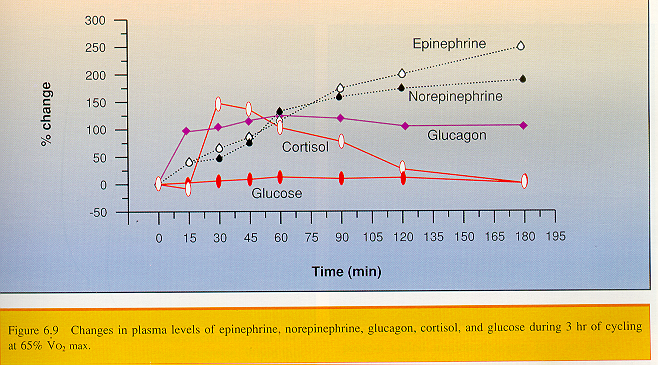 300
250
Epinephrine
200
150
Norepinephrine
100
Glucagon
Cortisol
50
0
Glucose
-50
% change
0 15 30 45 60 75 90 105 120 135 150 165 180 195
Time (min)
Figure 6.9 Changes in plasma levels of epinephrine, norepinephrine, glucagon, cortisol, and glucose during 3 hr of cycling
at 65% V̇O₂ max.